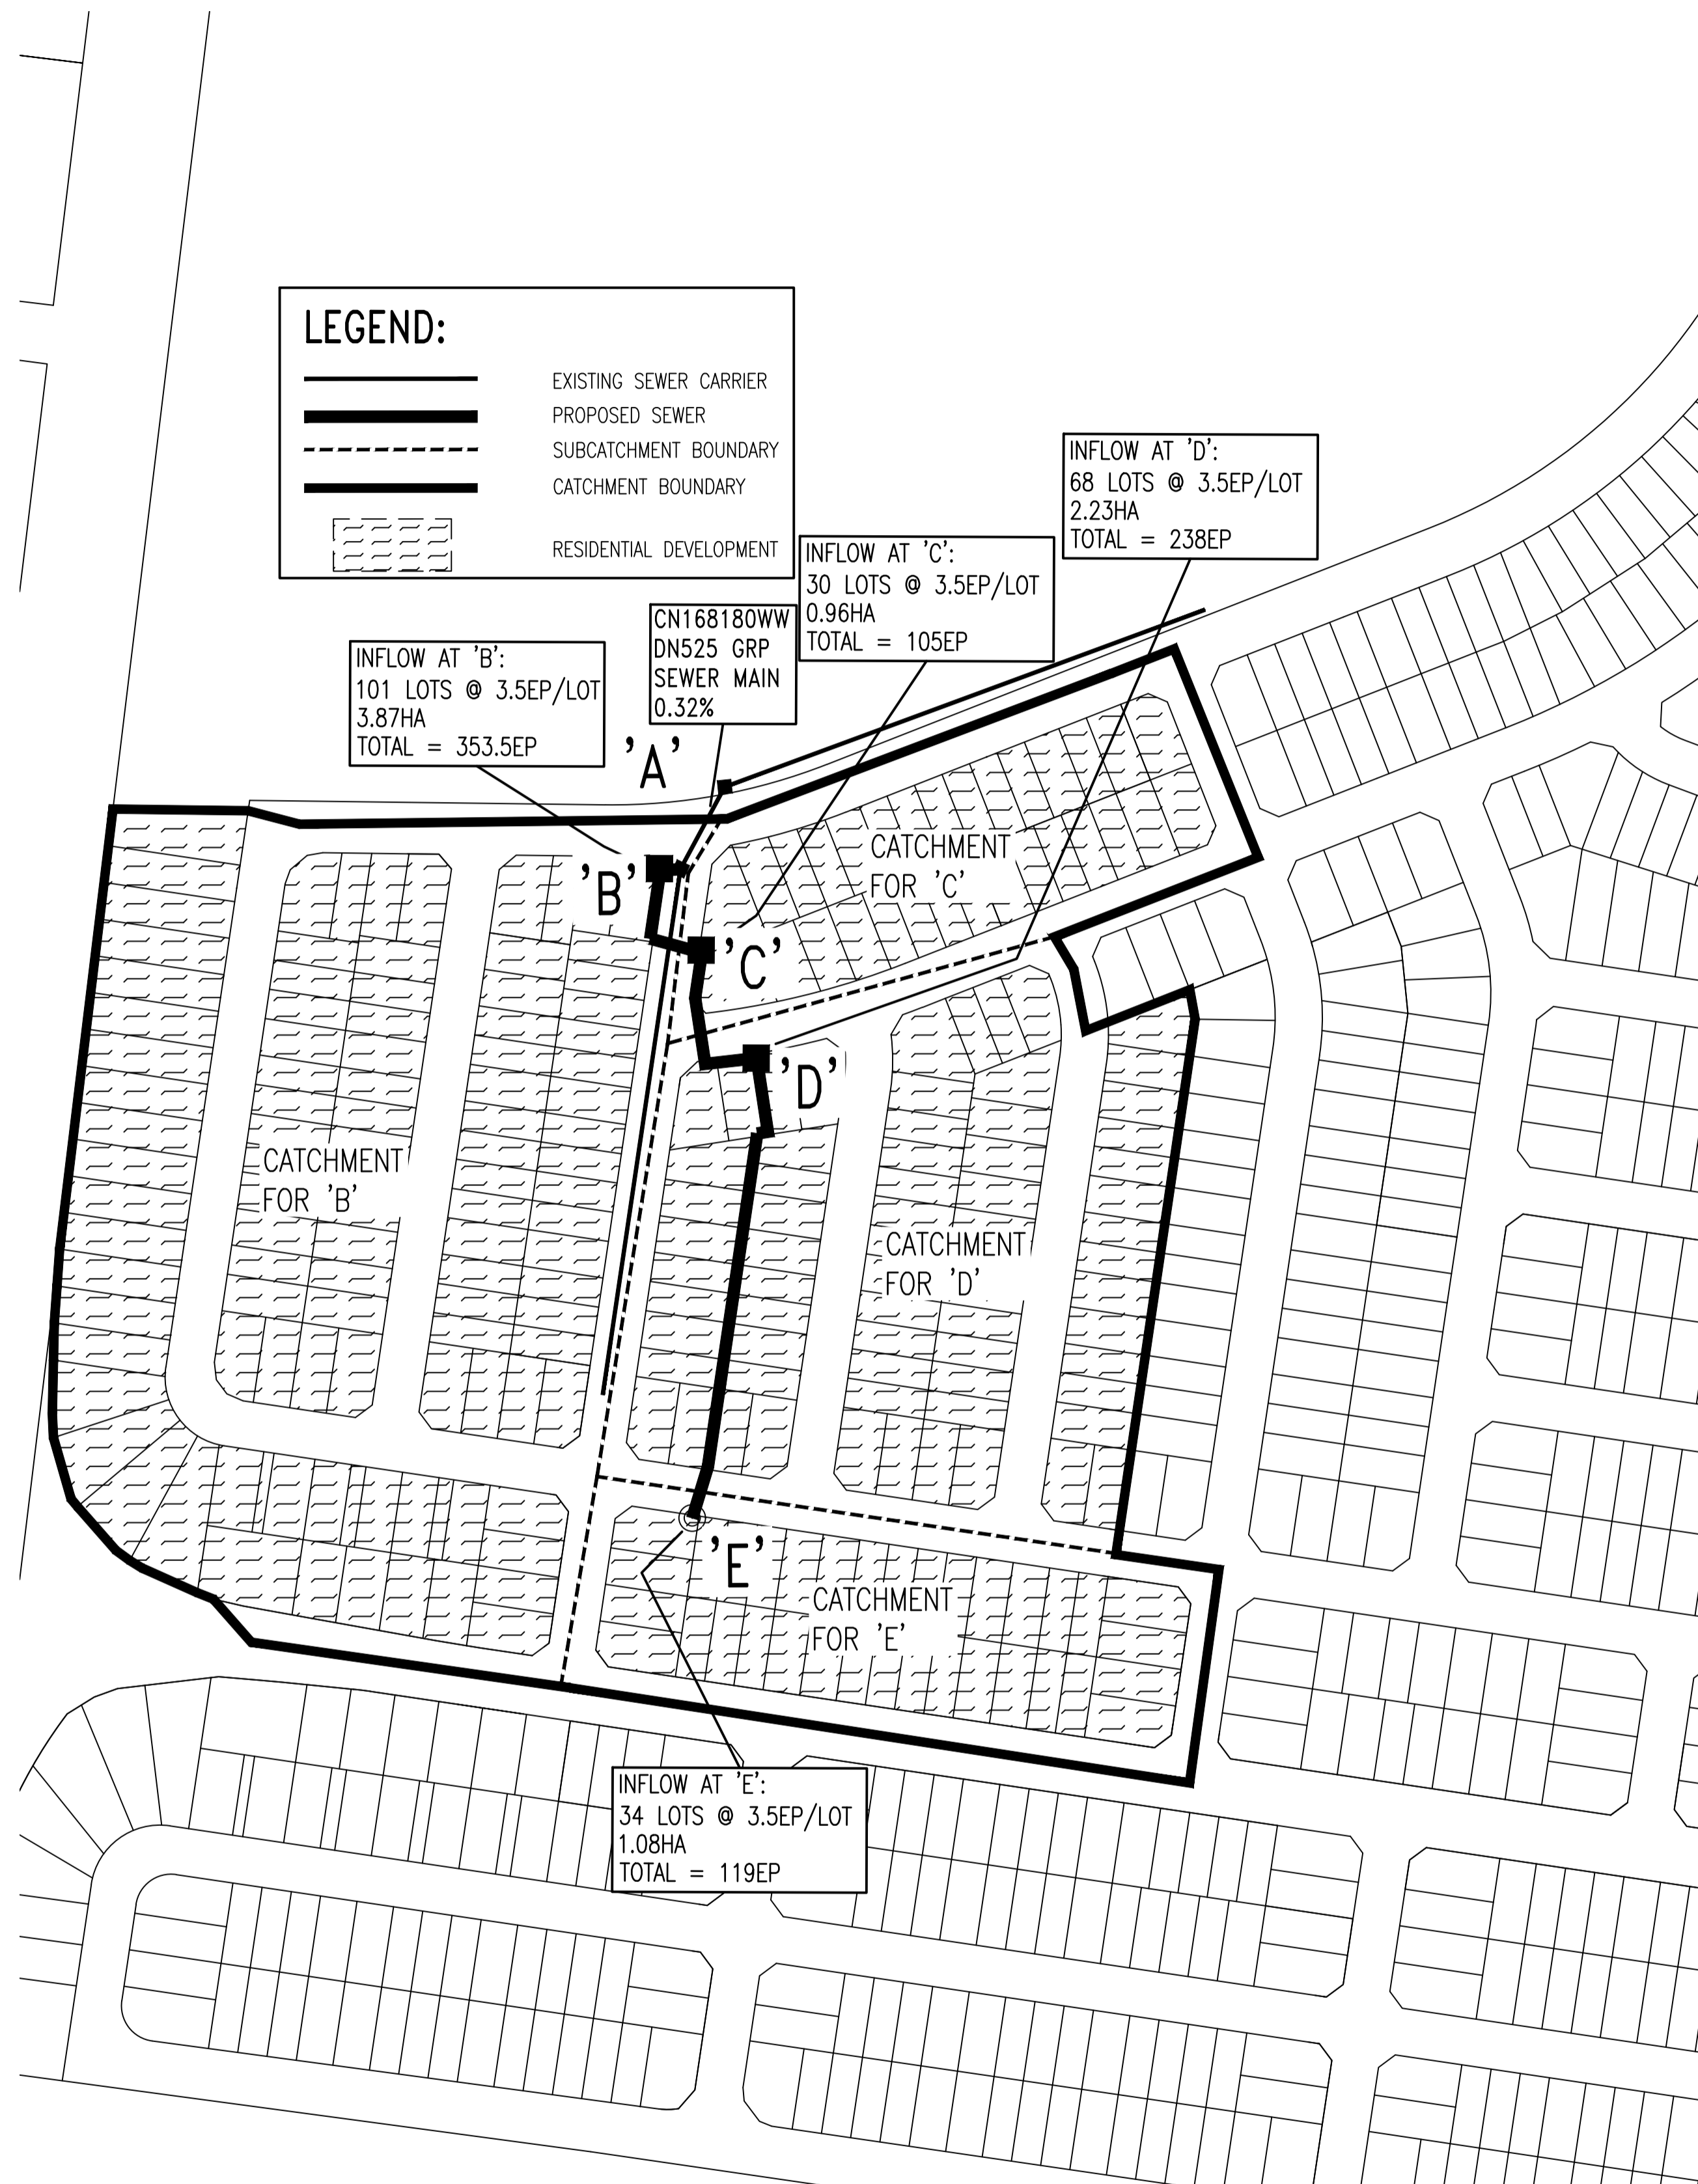 LEGEND:
EXISTING SEWER CARRIER
PROPOSED SEWER
SUBCATCHMENT BOUNDARY
CATCHMENT BOUNDARY
RESIDENTIAL DEVELOPMENT
INFLOW AT 'D':
68 LOTS @ 3.5EP/LOT
2.23HA
TOTAL = 238EP
INFLOW AT 'C':
30 LOTS @ 3.5EP/LOT
0.96HA
TOTAL = 105EP
CN168180WW
DN525 GRP
SEWER MAIN
0.32%
INFLOW AT 'B':
101 LOTS @ 3.5EP/LOT
3.87HA
TOTAL = 353.5EP
'A'
'B'
CATCHMENT
FOR 'C'
'C'
'D'
CATCHMENT
FOR 'B'
CATCHMENT
FOR 'D'
'E'
CATCHMENT
FOR 'E'
INFLOW AT 'E':
34 LOTS @ 3.5EP/LOT
1.08HA
TOTAL = 119EP